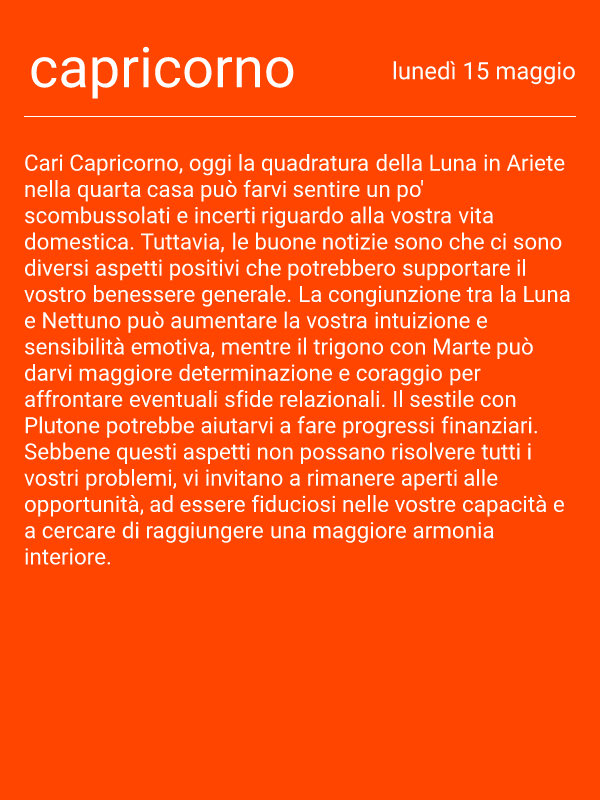 capricorno
lunedì 15 maggio
Cari Capricorno, oggi la quadratura della Luna in Ariete
nella quarta casa può farvi sentire un po'
scombussolati e incerti riguardo alla vostra vita
domestica. Tuttavia, le buone notizie sono che ci sono
diversi aspetti positivi che potrebbero supportare il
vostro benessere generale. La congiunzione tra la Luna
e Nettuno può aumentare la vostra intuizione e
sensibilità emotiva, mentre il trigono con Marte può
darvi maggiore determinazione e coraggio per
affrontare eventuali sfide relazionali. Il sestile con
Plutone potrebbe aiutarvi a fare progressi finanziari.
Sebbene questi aspetti non possano risolvere tutti i
vostri problemi, vi invitano a rimanere aperti alle
opportunità, ad essere fiduciosi nelle vostre capacità e
a cercare di raggiungere una maggiore armonia
interiore.